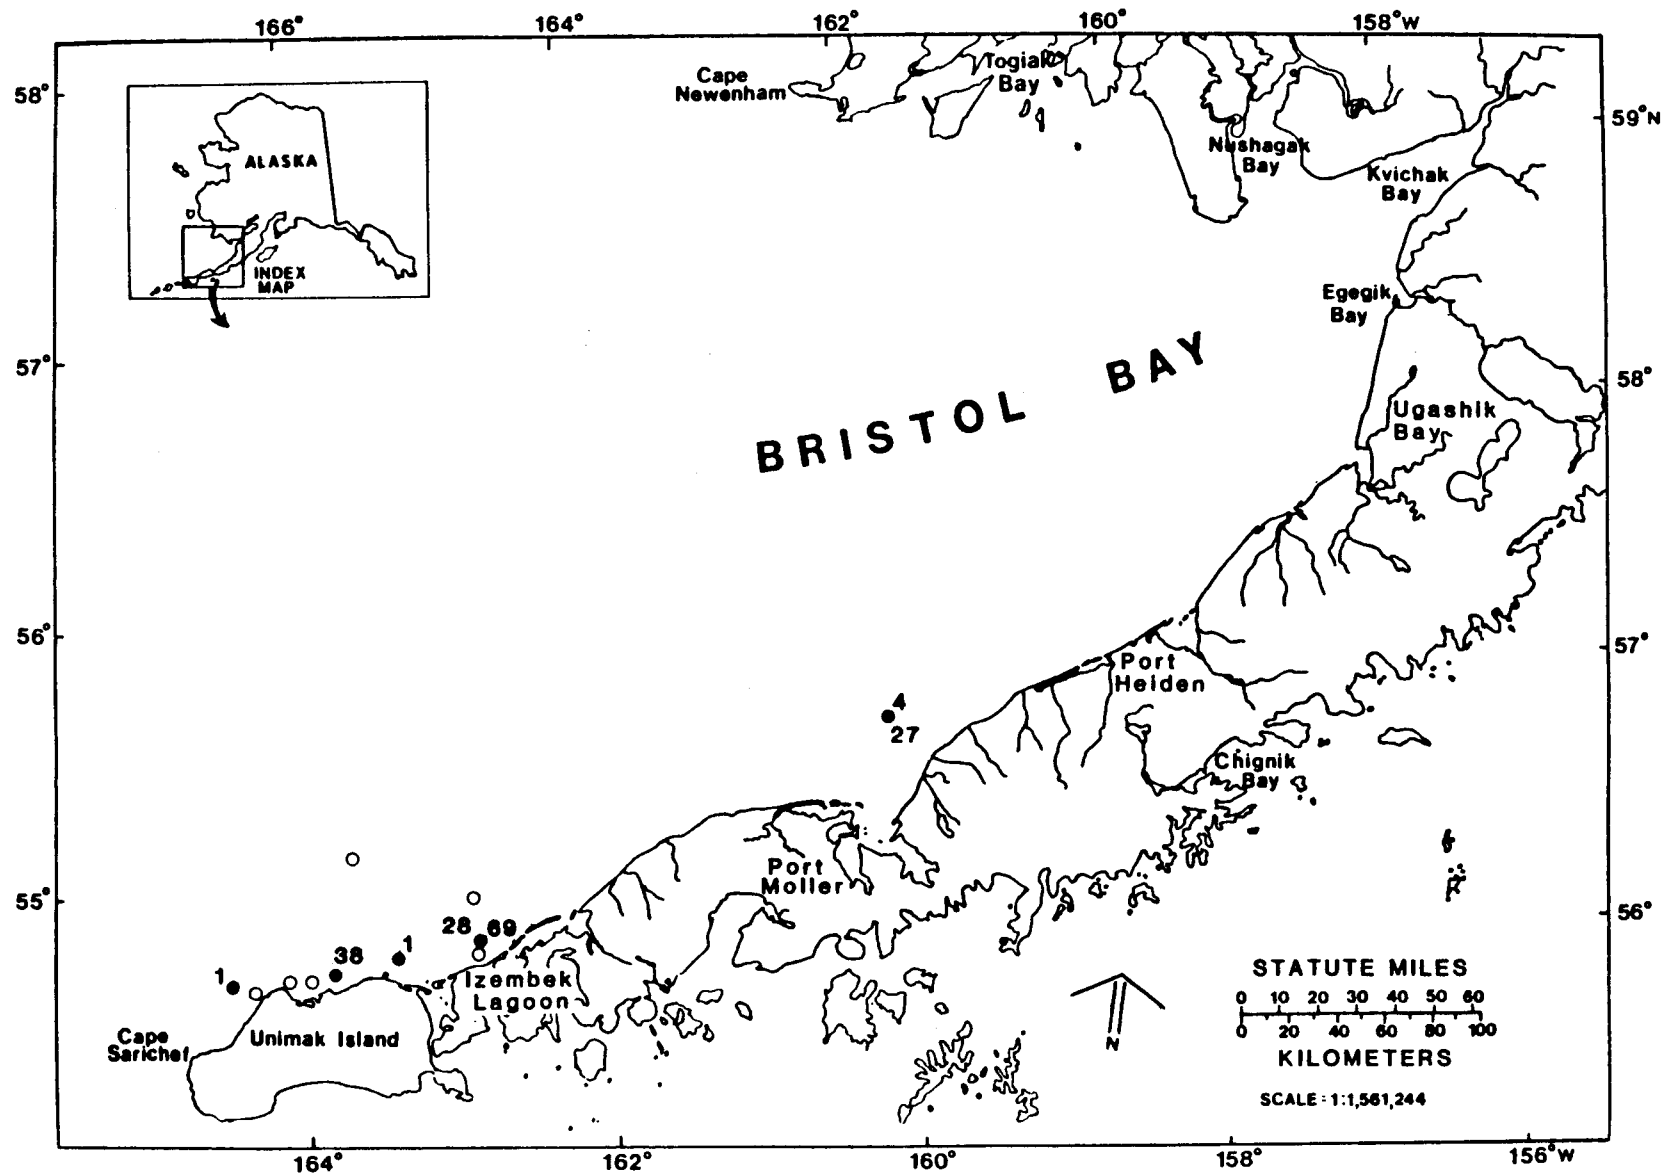 166° 164° 162° 160° 158°W
58°
57°
56°
55°
59°N
58°
57°
56°
ALASKA
INDEX
MAP
Cape
Newenham
Togiak
Bay
Nushagak
Bay
Kvichak
Bay
Egegik
Bay
Ugashik
Bay
BRISTOL BAY
Port
Heiden
4
27
Chignik
Bay
Port
Moller
28 69
1
38
1
Izembek
Lagoon
Unimak Island
Cape
Sarichef
N
STATUTE MILES
0 10 20 30 40 50 60
0 20 40 60 80 100
KILOMETERS
SCALE = 1:1,561,244
164° 162° 160° 158° 156°W